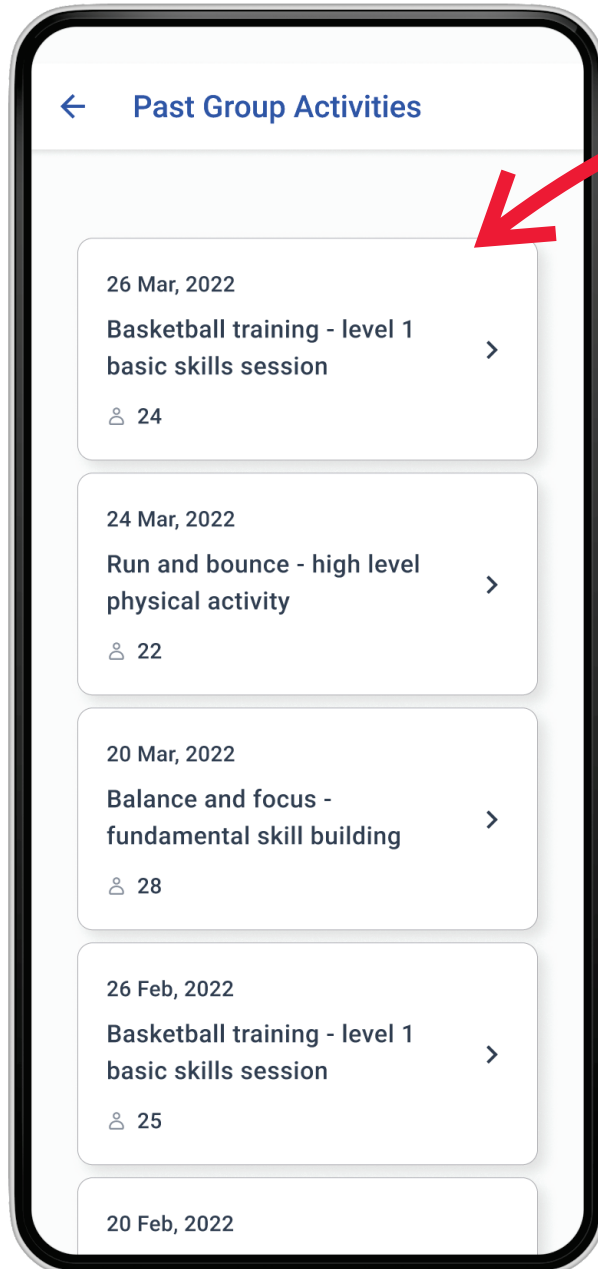 Past Group Activities
26 Mar, 2022
Basketball training - level 1
basic skills session
24
24 Mar, 2022
Run and bounce - high level
physical activity
22
20 Mar, 2022
Balance and focus -
fundamental skill building
28
26 Feb, 2022
Basketball training - level 1
basic skills session
25
20 Feb, 2022